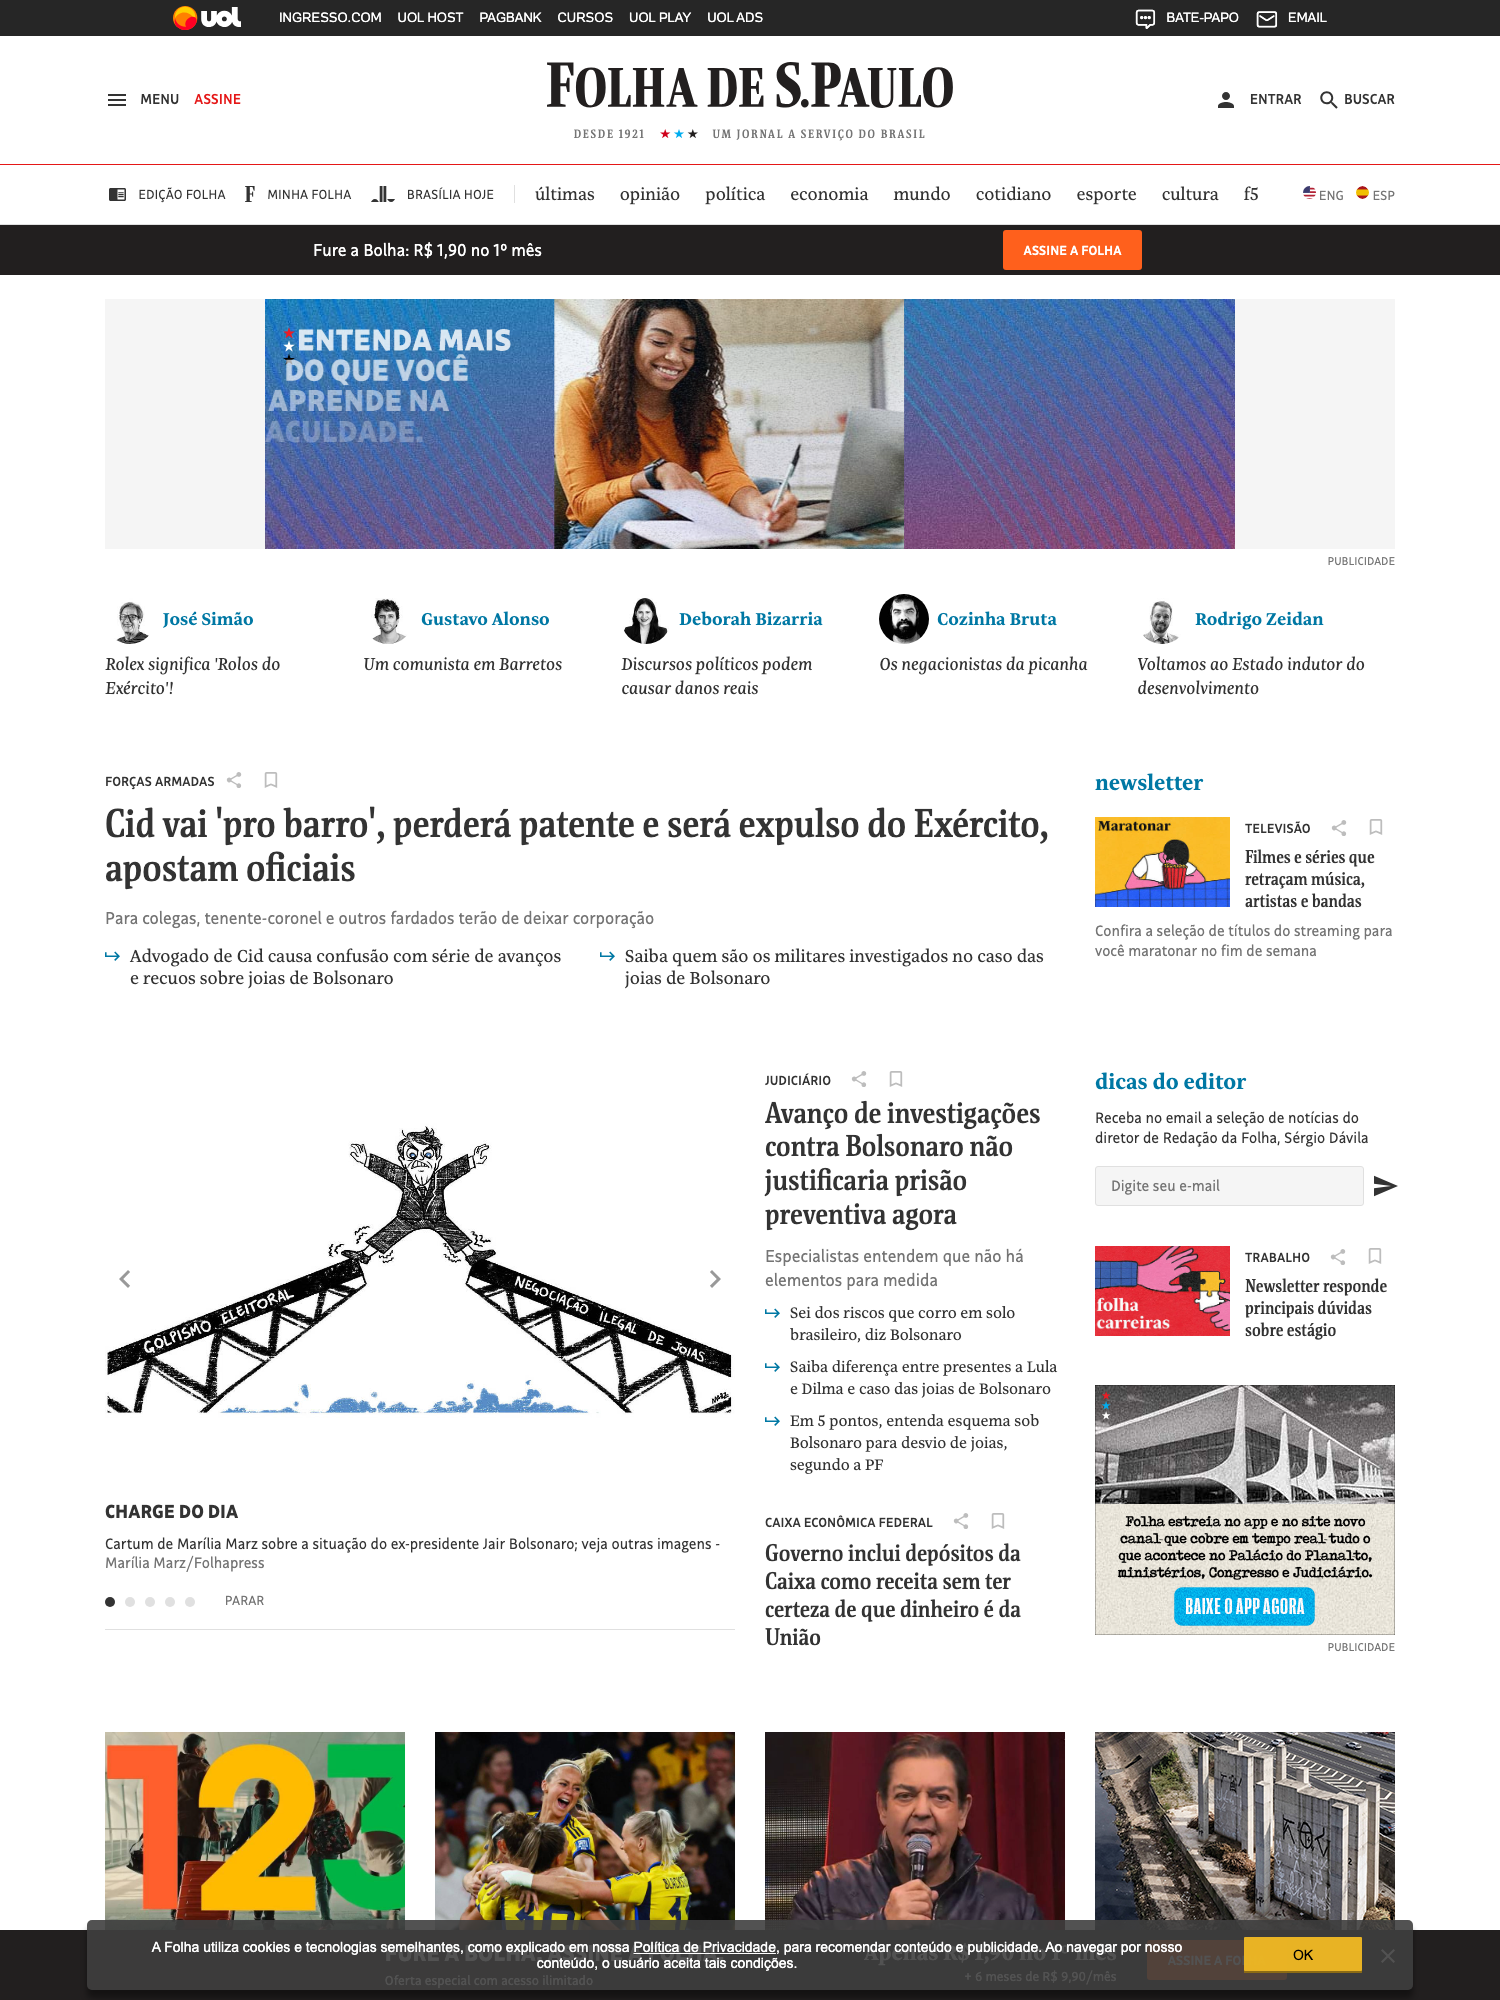 uol INGRESSO.COM UOL HOST PAGBANK CURSOS UOL PLAY UOL ADS BATE-PAPO EMAIL
MENU ASSINE
FOLHA DE S.PAULO
DESDE 1921 ★★★ UM JORNAL A SERVIÇO DO BRASIL
ENTRAR BUSCAR
EDIÇÃO FOLHA MINHA FOLHA BRASÍLIA HOJE últimas opinião política economia mundo cotidiano esporte cultura f5 ENG ESP
Fure a Bolha: R$ 1,90 no 1º mês ASSINE A FOLHA
ENTENDA MAIS
DO QUE VOCÊ
APRENDE NA
ACULDADE.
PUBLICIDADE
José Simão
Rolex significa 'Rolos do
Exército'!
Gustavo Alonso
Um comunista em Barretos
Deborah Bizarria
Discursos políticos podem
causar danos reais
Cozinha Bruta
Os negacionistas da picanha
Rodrigo Zeidan
Voltamos ao Estado indutor do
desenvolvimento
FORÇAS ARMADAS
Cid vai 'pro barro', perderá patente e será expulso do Exército,
apostam oficiais
Para colegas, tenente-coronel e outros fardados terão de deixar corporação
Advogado de Cid causa confusão com série de avanços
e recuos sobre joias de Bolsonaro
Saiba quem são os militares investigados no caso das
joias de Bolsonaro
newsletter
Maratonar
TELEVISÃO
Filmes e séries que
retraçam música,
artistas e bandas
Confira a seleção de títulos do streaming para
você maratonar no fim de semana
GOLPISMO ELEITORAL
NEGOCIAÇÃO ILEGAL DE JOIAS
CHARGE DO DIA
Cartum de Marília Marz sobre a situação do ex-presidente Jair Bolsonaro; veja outras imagens -
Marília Marz/Folhapress
PARAR
JUDICIÁRIO
Avanço de investigações
contra Bolsonaro não
justificaria prisão
preventiva agora
Especialistas entendem que não há
elementos para medida
Sei dos riscos que corro em solo
brasileiro, diz Bolsonaro
Saiba diferença entre presentes a Lula
e Dilma e caso das joias de Bolsonaro
Em 5 pontos, entenda esquema sob
Bolsonaro para desvio de joias,
segundo a PF
CAIXA ECONÔMICA FEDERAL
Governo inclui depósitos da
Caixa como receita sem ter
certeza de que dinheiro é da
União
dicas do editor
Receba no email a seleção de notícias do
diretor de Redação da Folha, Sérgio Dávila
Digite seu e-mail
folha
carreiras
TRABALHO
Newsletter responde
principais dúvidas
sobre estágio
Folha estreia no app e no site novo
canal que cobre em tempo real tudo o
que acontece no Palácio do Planalto,
ministérios, Congresso e Judiciário.
BAIXE O APP AGORA
PUBLICIDADE
123
A Folha utiliza cookies e tecnologias semelhantes, como explicado em nossa Política de Privacidade, para recomendar conteúdo e publicidade. Ao navegar por nosso
conteúdo, o usuário aceita tais condições.
OK
Oferta especial com acesso ilimitado
Apenas R$ 1,90 no 1º mês
+ 6 meses de R$ 9,90/mês